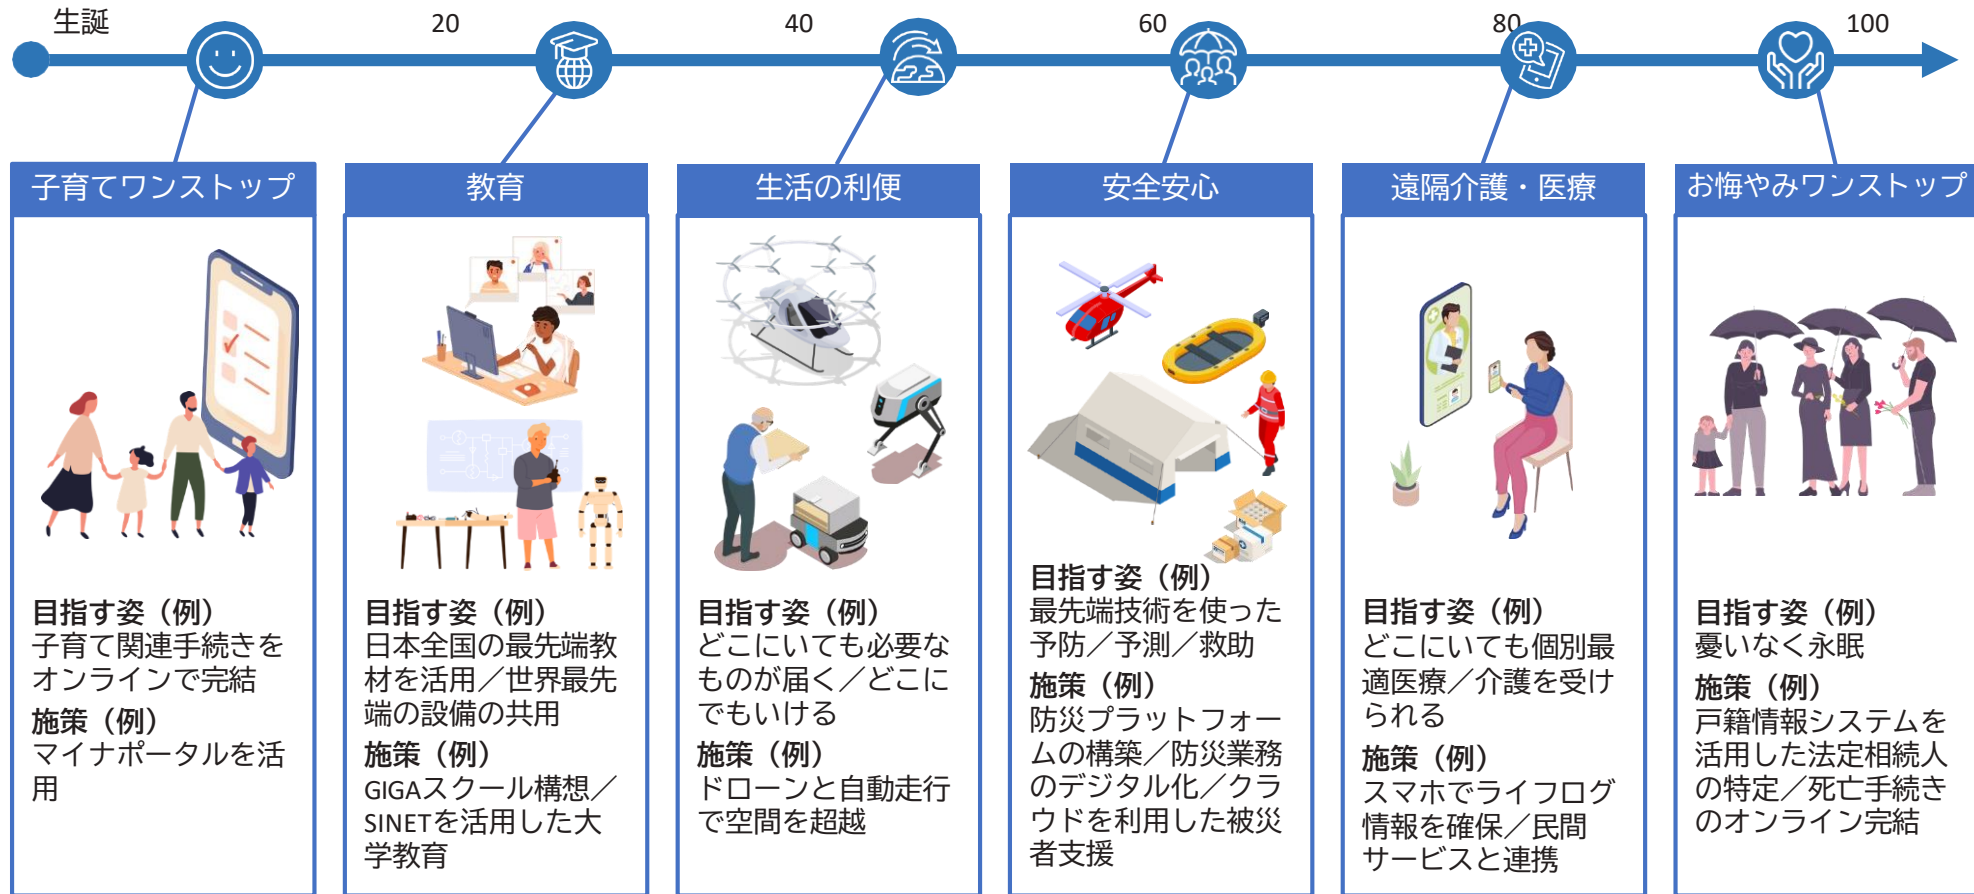 生誕
20
40
60
80
100
子育てワンストップ
目指す姿（例）
子育て関連手続きを
オンラインで完結
施策（例）
マイナポータルを活
用
教育
目指す姿（例）
日本全国の最先端教
材を活用／世界最先
端の設備の共用
施策（例）
GIGAスクール構想／
SINETを活用した大
学教育
生活の利便
目指す姿（例）
どこにいても必要な
ものが届く／どこに
でもいける
施策（例）
ドローンと自動走行
で空間を超越
安全安心
目指す姿（例）
最先端技術を使った
予防／予測／救助
施策（例）
防災プラットフォー
ムの構築／防災業務
のデジタル化／クラ
ウドを利用した被災
者支援
遠隔介護・医療
目指す姿（例）
どこにいても個別最
適医療／介護を受け
られる
施策（例）
スマホでライフログ
情報を確保／民間
サービスと連携
お悔やみワンストップ
目指す姿（例）
憂いなく永眠
施策（例）
戸籍情報システムを
活用した法定相続人
の特定／死亡手続き
のオンライン完結